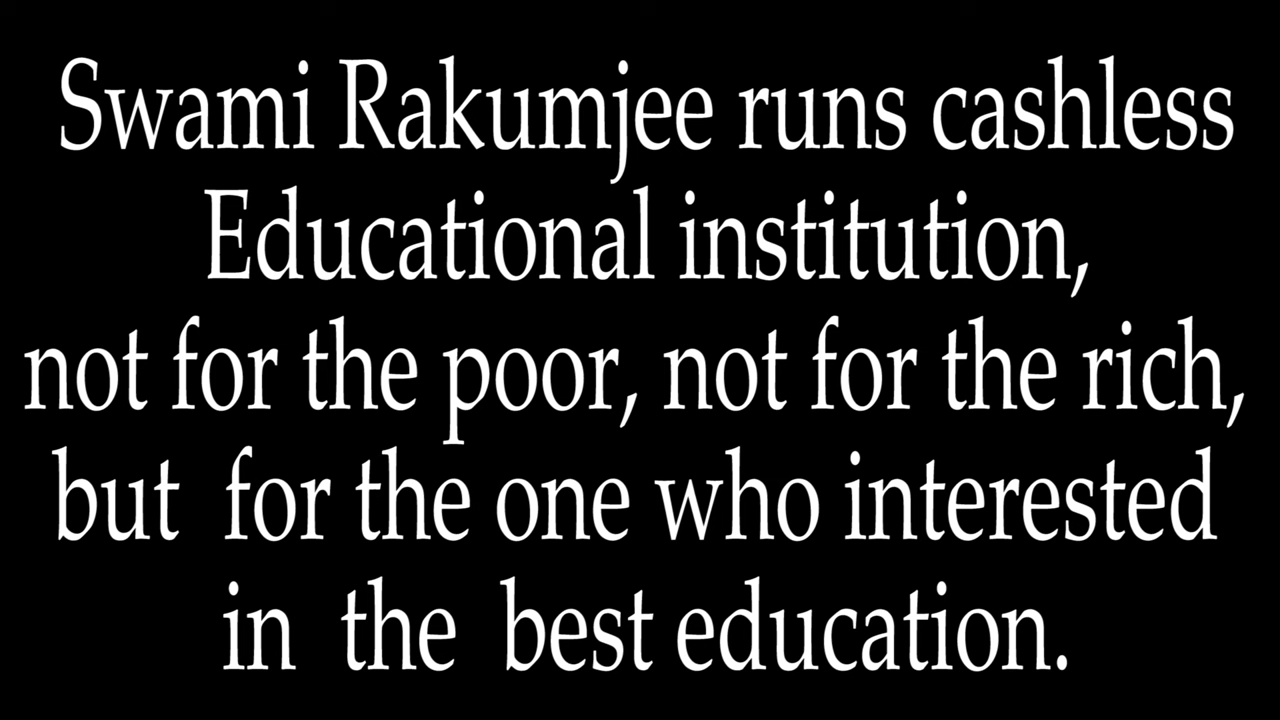 Swami Rakumjee runs cashless
Educational institution,
not for the poor, not for the rich,
but for the one who interested
in the best education.